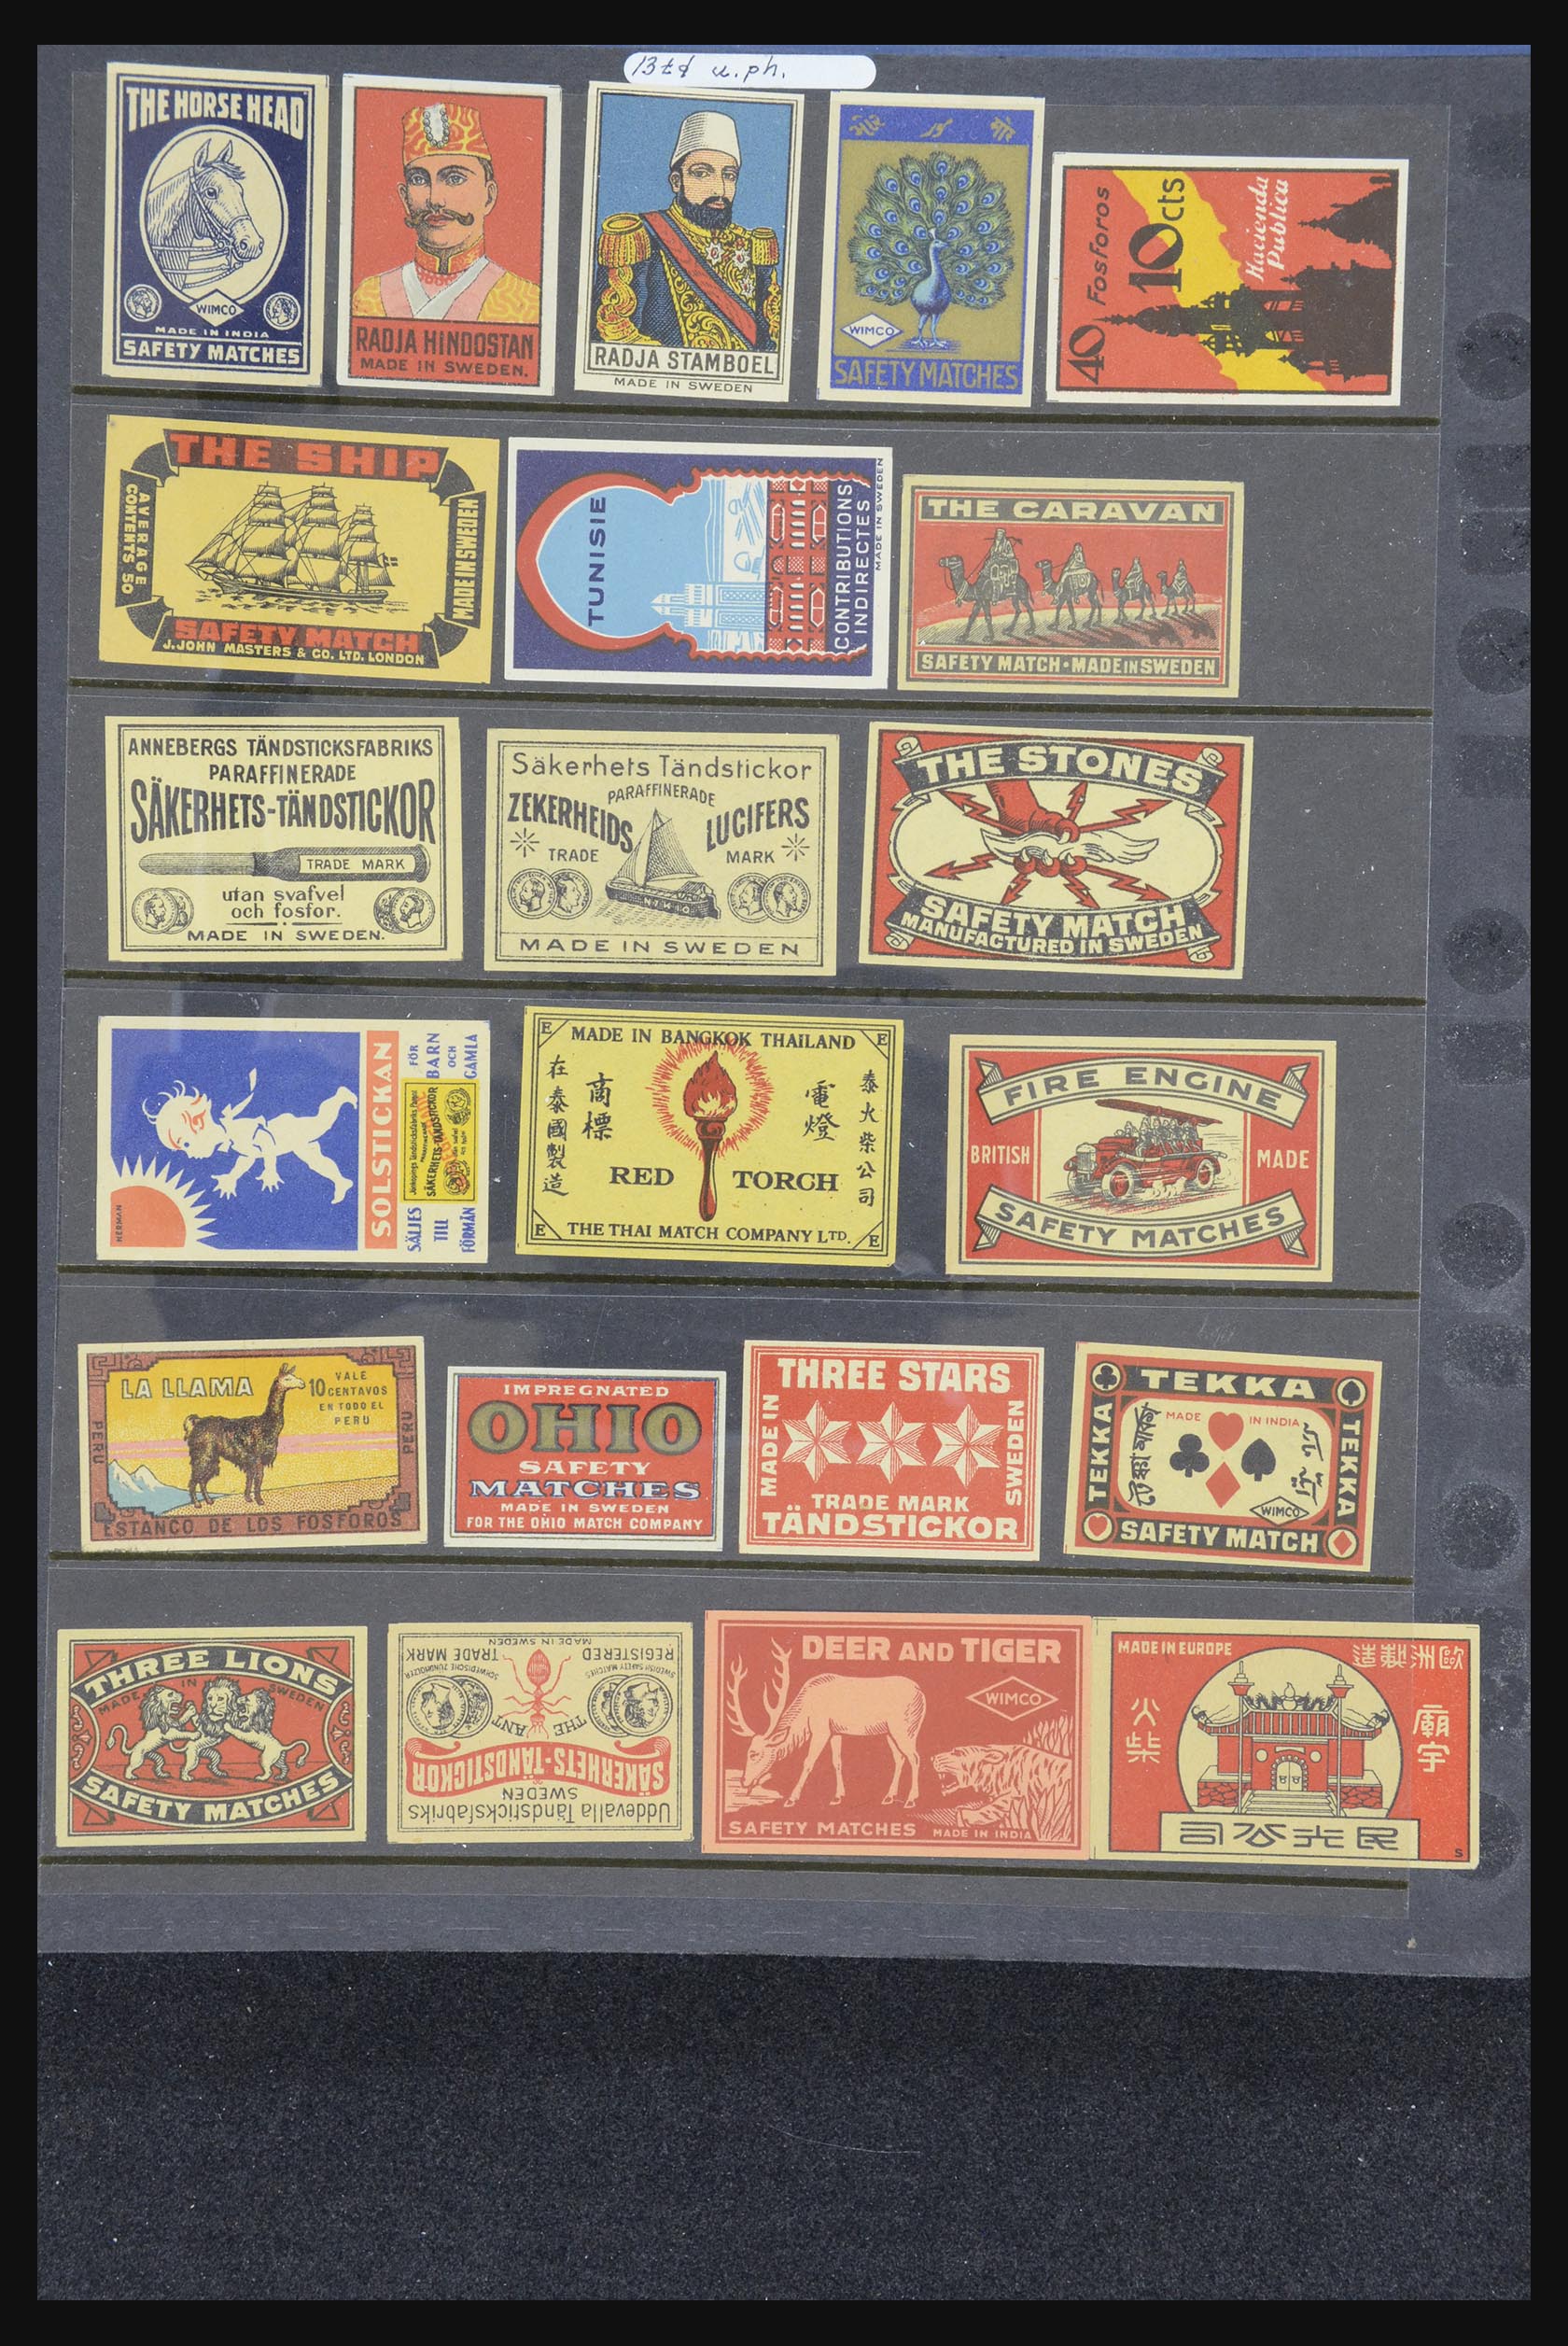 13td u.ph.
THE HORSE HEAD
WIMCO
MADE IN INDIA
SAFETY MATCHES
RADJA HINDOSTAN
MADE IN SWEDEN.
RADJA STAMBOEL
MADE IN SWEDEN
WIMCO
SAFETY MATCHES
40 Fosforos
10 cts
Hacienda
Publica
THE SHIP
AVERAGE
CONTENTS 50
MADE IN SWEDEN
SAFETY MATCH
J. JOHN MASTERS & CO. LTD. LONDON
TUNISIE
CONTRIBUTIONS
INDIRECTES
MADE IN SWEDEN
THE CARAVAN
SAFETY MATCH • MADE IN SWEDEN
ANNEBERGS TÄNDSTICKSFABRIKS
PARAFFINERADE
SÄKERHETS-TÄNDSTICKOR
TRADE MARK
utan svafvel
och fosfor.
MADE IN SWEDEN.
Säkerhets Tändstickor
PARAFFINERADE
ZEKERHEIDS LUCIFERS
TRADE MARK
MADE IN SWEDEN
THE STONES
SAFETY MATCH
MANUFACTURED IN SWEDEN
HERMAN
SOLSTICKAN
SÄLJES
TILL
FÖRMÅN
FÖR
BARN
OCH
GAMLA
Jönköpings Tändsticksfabriks
SÄKERHETS-TÄNDSTICKOR
E E
MADE IN BANGKOK THAILAND
在泰國製造
商標
電燈
泰火柴公司
RED TORCH
THE THAI MATCH COMPANY LTD.
E E
FIRE ENGINE
BRITISH MADE
SAFETY MATCHES
LA LLAMA
10 VALE
CENTAVOS
EN TODO EL
PERU
PERU PERU
ESTANCO DE LOS FOSFOROS
IMPREGNATED
OHIO
SAFETY
MATCHES
MADE IN SWEDEN
FOR THE OHIO MATCH COMPANY
THREE STARS
MADE IN
SWEDEN
TRADE MARK
TÄNDSTICKOR
TEKKA
TEKKA
TEKKA
MADE IN INDIA
WIMCO
SAFETY MATCH
THREE LIONS
MADE IN SWEDEN
SAFETY MATCHES
Uddevalla Tändsticksfabriks
SWEDEN
SÄKERHETS-TÄNDSTICKOR
THE ANT
SWEDISH SAFETY MATCHES
SCHWEDISCHE ZÜNDHÖLZER
REGISTERED TRADE MARK
MADE IN SWEDEN
DEER AND TIGER
WIMCO
SAFETY MATCHES MADE IN INDIA
MADE IN EUROPE
造製洲歐
火柴
廟宇
司公光民
S